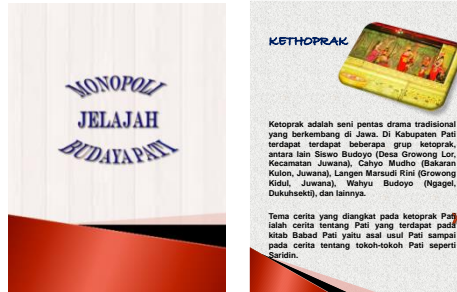 MONOPOLI
JELAJAH
BUDAYA PATI
KETHOPRAK
Ketoprak adalah seni pentas drama tradisional
yang berkembang di Jawa. Di Kabupaten Pati
terdapat terdapat beberapa grup ketoprak,
antara lain Siswo Budoyo (Desa Growong Lor,
Kecamatan Juwana), Cahyo Mudho (Bakaran
Kulon, Juwana), Langen Marsudi Rini (Growong
Kidul, Juwana), Wahyu Budoyo (Ngagel,
Dukuhsekti), dan lainnya.
Tema cerita yang diangkat pada ketoprak Pati
ialah cerita tentang Pati yang terdapat pada
kitab Babad Pati yaitu asal usul Pati sampai
pada cerita tentang tokoh-tokoh Pati seperti
Saridin.